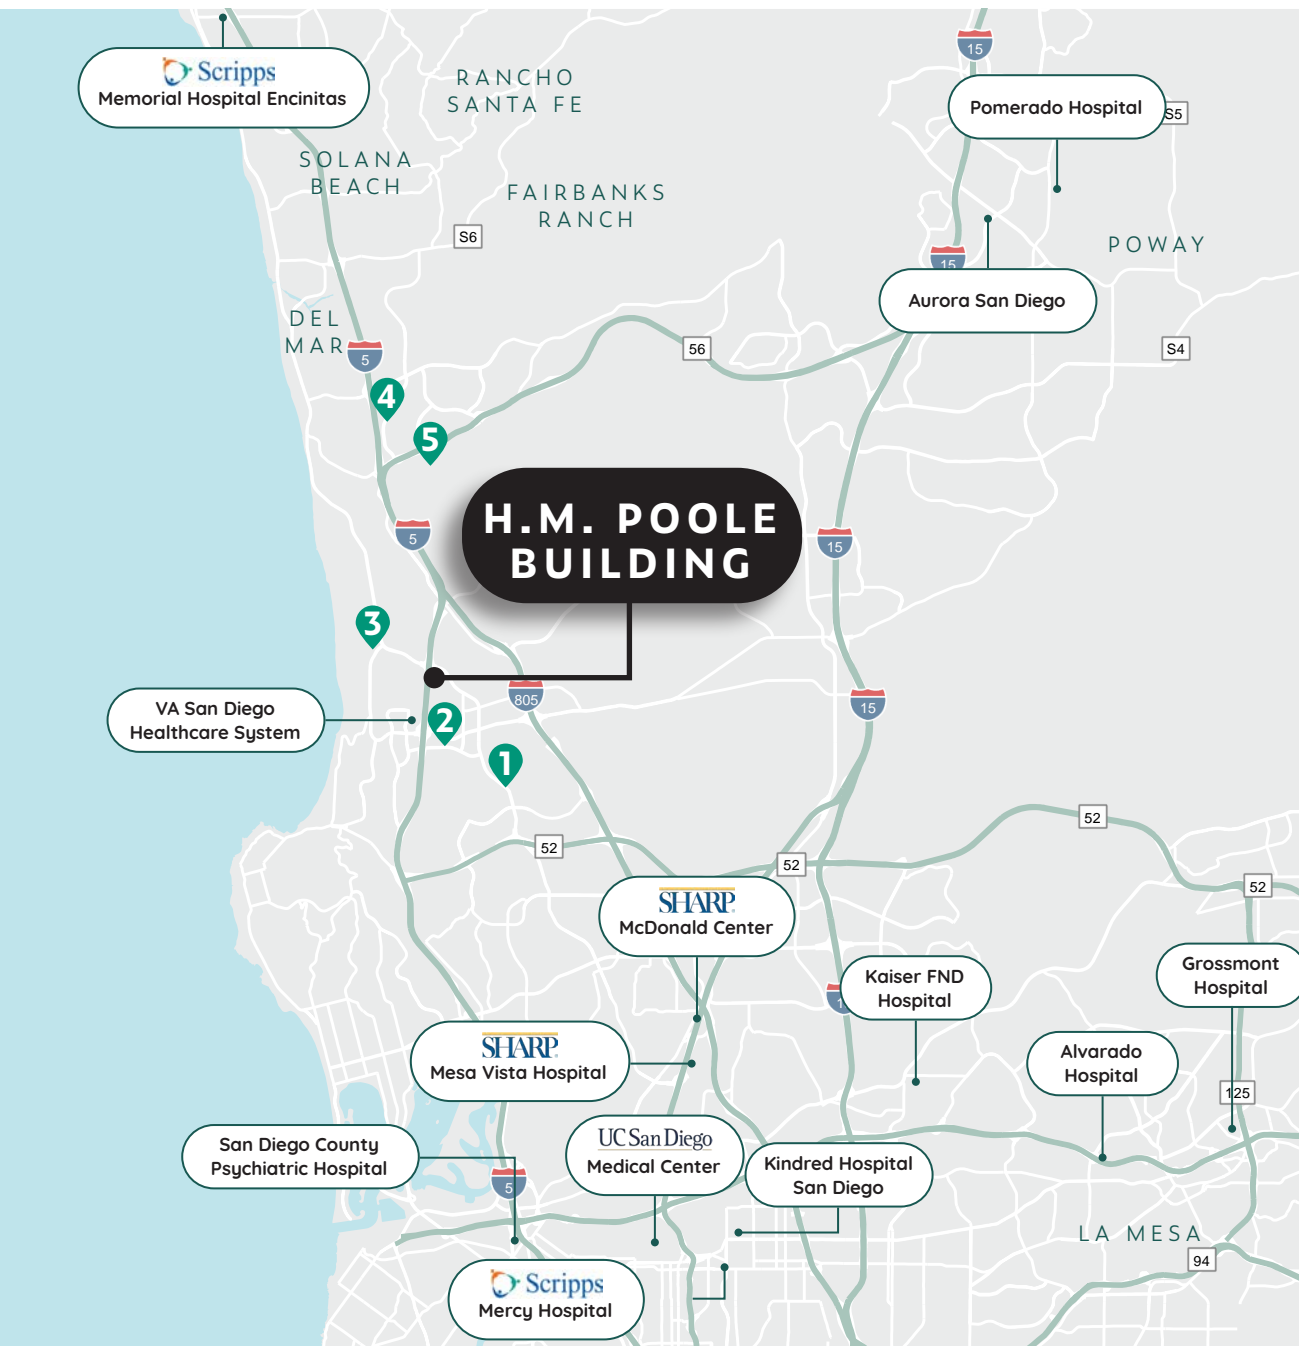 15
Scripps
Memorial Hospital Encinitas
RANCHO
SANTA FE
Pomerado Hospital
S5
SOLANA
BEACH
FAIRBANKS
RANCH
S6
POWAY
15
Aurora San Diego
DEL
MAR
5
56
S4
4
5
H.M. POOLE
BUILDING
5
15
3
805
15
VA San Diego
Healthcare System
2
1
52
52
52
52
SHARP
McDonald Center
Kaiser FND
Hospital
Grossmont
Hospital
SHARP
Mesa Vista Hospital
Alvarado
Hospital
125
San Diego County
Psychiatric Hospital
UC San Diego
Medical Center
Kindred Hospital
San Diego
5
LA MESA
94
Scripps
Mercy Hospital